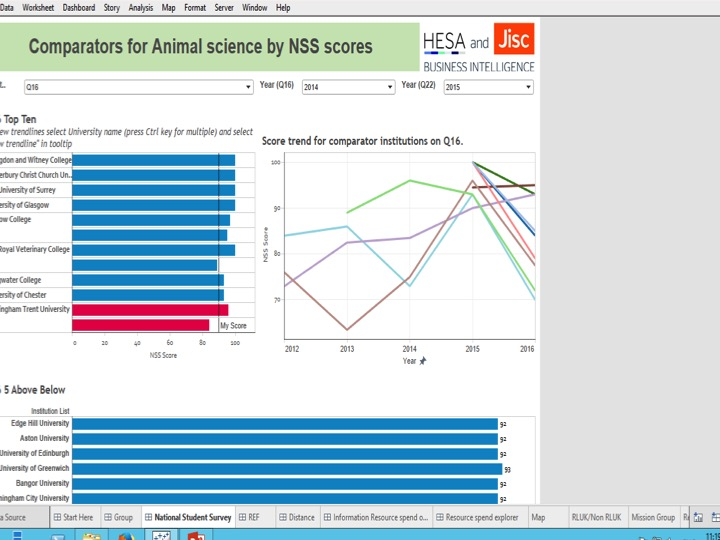 Data Worksheet Dashboard Story Analysis Map Format Server Window Help
Comparators for Animal science by NSS scores
HESA and Jisc
BUSINESS INTELLIGENCE
Q16
Year (Q16) 2014
Year (Q22) 2015
Top Ten
ew trendlines select University name (press Ctrl key for multiple) and select
w trendline" in tooltip
gdon and Witney College
erbury Christ Church Un..
University of Surrey
ersity of Glasgow
ow College
Royal Veterinary College
water College
ersity of Chester
ingham Trent University
My Score
0 20 40 60 80 100
NSS Score
Score trend for comparator institutions on Q16.
100
90
80
70
NSS Score
2012 2013 2014 2015 2016
Year
5 Above Below
Institution List
Edge Hill University 92
Aston University 92
University of Edinburgh 92
University of Greenwich 93
Bangor University 92
mingham City University 92
a Source Start Here Group National Student Survey REF Distance Information Resource spend o... Resource spend explorer Map RLUK/Non RLUK Mission Group